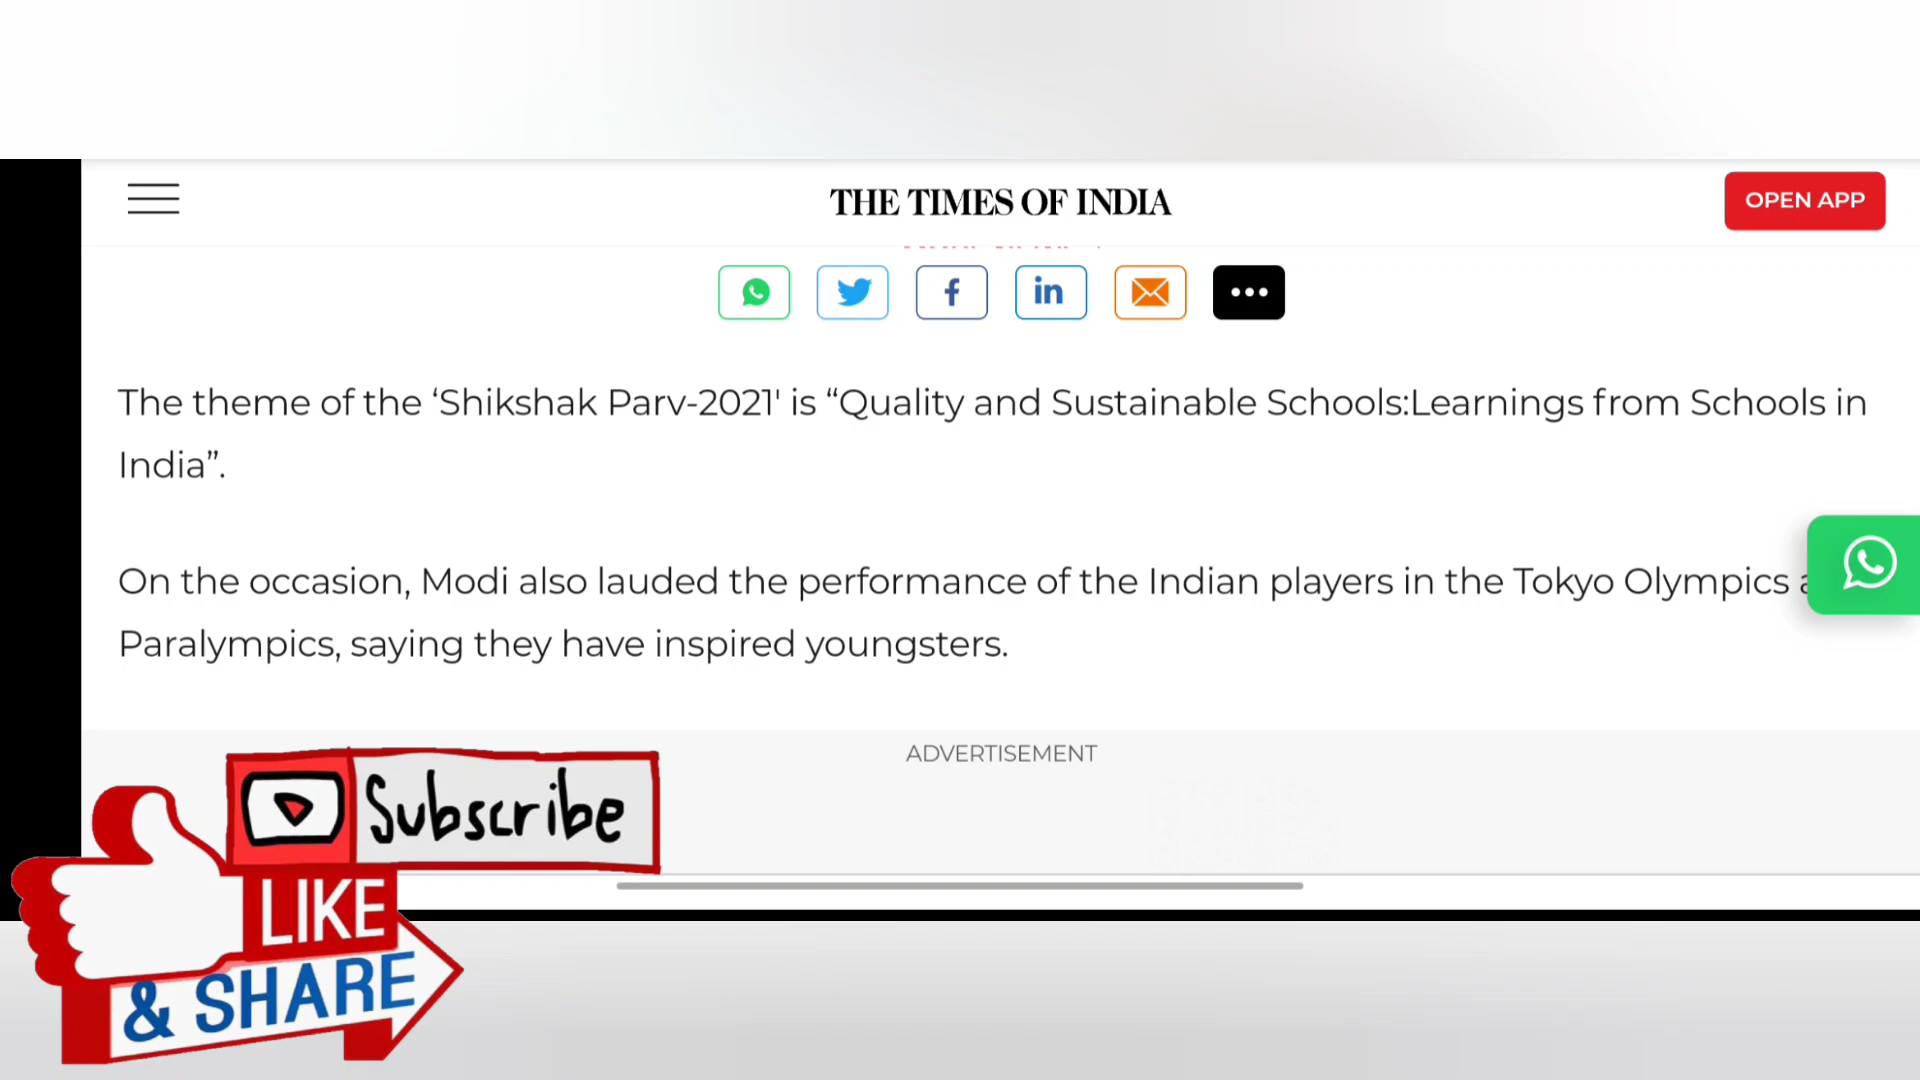 THE TIMES OF INDIA
OPEN APP
The theme of the ‘Shikshak Parv-2021' is “Quality and Sustainable Schools:Learnings from Schools in
India”.
On the occasion, Modi also lauded the performance of the Indian players in the Tokyo Olympics
Paralympics, saying they have inspired youngsters.
ADVERTISEMENT
Subscribe
LIKE
& SHARE